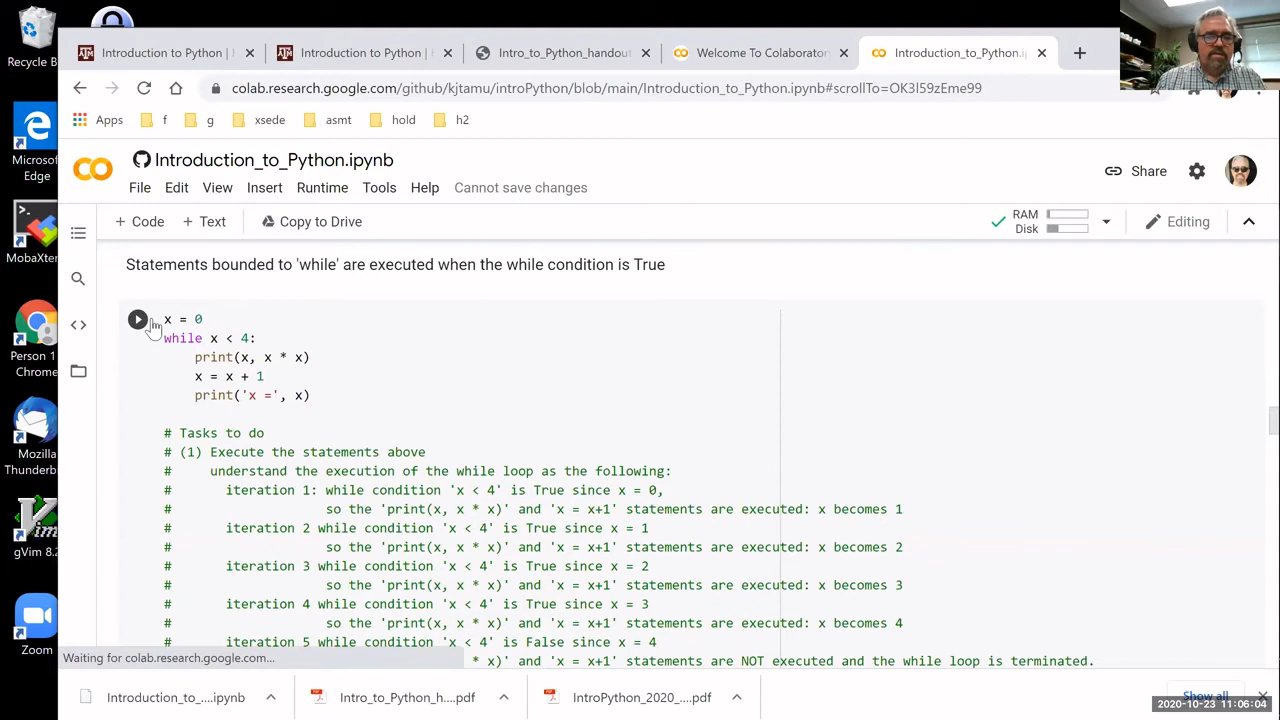 Recycle B
Microsof
Edge
MobaXter
Person 1
Chrome
Mozilla
Thunderb
gVim 8.2
Zoom
Introduction to Python |
Introduction to Python
Intro to Python_handout
Welcome To Colaborator
Introduction_to_Python.i
colab.research.google.com/github/
blob/main/Introduction_to_Python.ipynb#scrollTo=OK3l59zEme99
Apps f g xsede asmt hold h2
CO
Introduction_to_Python.ipynb
Share
File Edit View Insert Runtime Tools Help Cannot save changes
+ Code + Text Copy to Drive
RAM
Disk
Editing
Statements bounded to 'while' are executed when the while condition is True
x = 0
while x < 4:
print(x, x * x)
x = x + 1
print('x =', x)
# Tasks to do
# (1) Execute the statements above
# understand the execution of the while loop as the following:
# iteration 1: while condition 'x < 4' is True since x = 0,
# so the 'print(x, x * x)' and 'x = x+1' statements are executed: x becomes 1
# iteration 2 while condition 'x < 4' is True since x = 1
# so the 'print(x, x * x)' and 'x = x+1' statements are executed: x becomes 2
# iteration 3 while condition 'x < 4' is True since x = 2
# so the 'print(x, x * x)' and 'x = x+1' statements are executed: x becomes 3
# iteration 4 while condition 'x < 4' is True since x = 3
# so the 'print(x, x * x)' and 'x = x+1' statements are executed: x becomes 4
# iteration 5 while condition 'x < 4' is False since x = 4
* x)' and 'x = x+1' statements are NOT executed and the while loop is terminated.
Waiting for colab.research.google.com...
Introduction_to_....ipynb
Intro_to_Python_h....pdf
IntroPython_2020_....pdf
Show all
2020-10-23 11:06:04